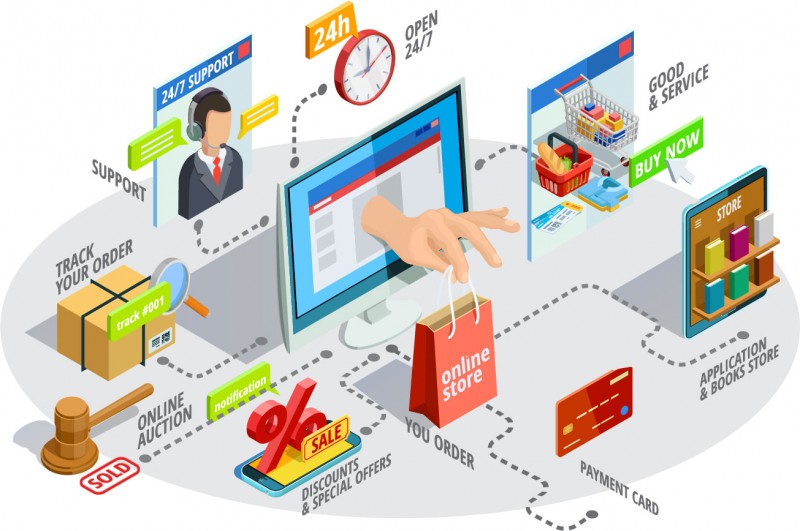 24h
OPEN
24/7
24/7 SUPPORT
SUPPORT
GOOD
& SERVICE
BUY NOW
STORE
TRACK
YOUR ORDER
track #001
online
store
APPLICATION
& BOOKS STORE
ONLINE
AUCTION
SOLD
notification
SALE
DISCOUNTS
& SPECIAL OFFERS
YOU ORDER
PAYMENT CARD